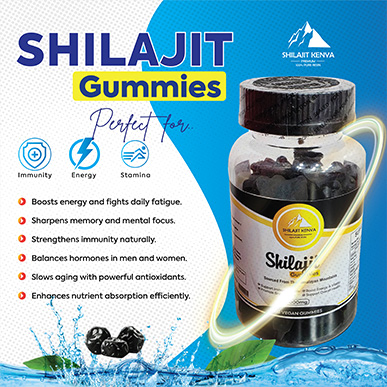 SHILAJIT
Gummies
SHILAJIT KENYA
PREMIUM
Perfect for..
Immunity
Energy
Stamina
Boosts energy and fights daily fatigue.
Sharpens memory and mental focus.
Strengthens immunity naturally.
Balances hormones in men and women.
Slows aging with powerful antioxidants.
Enhances nutrient absorption efficiently.
SHILAJIT KENYA
Shilajit
VEGAN GUMMIES